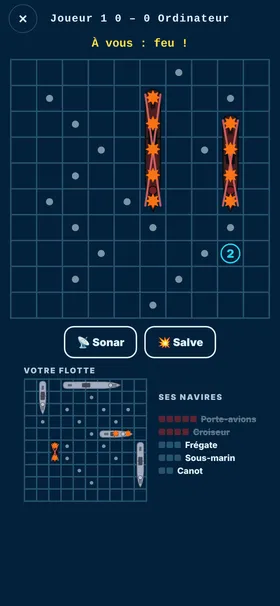 × Joueur 1 0 – 0 Ordinateur
À vous : feu !
2
Sonar Salve
VOTRE FLOTTE
SES NAVIRES
Porte-avions
Croiseur
Frégate
Sous-marin
Canot